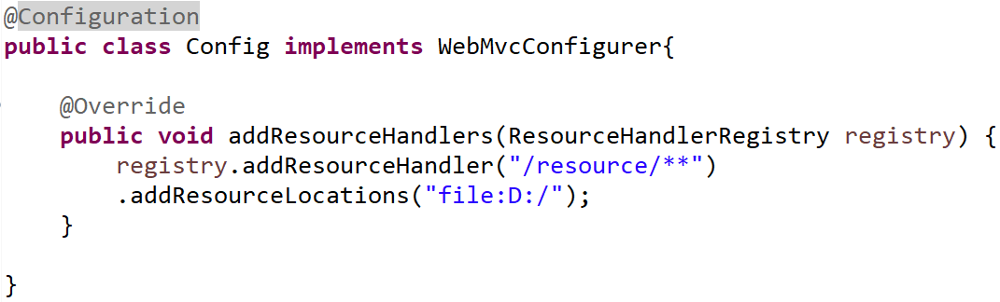 @Configuration
public class Config implements WebMvcConfigurer{
@Override
public void addResourceHandlers(ResourceHandlerRegistry registry) {
registry.addResourceHandler("/resource/**")
.addResourceLocations("file:D:/");
}
}